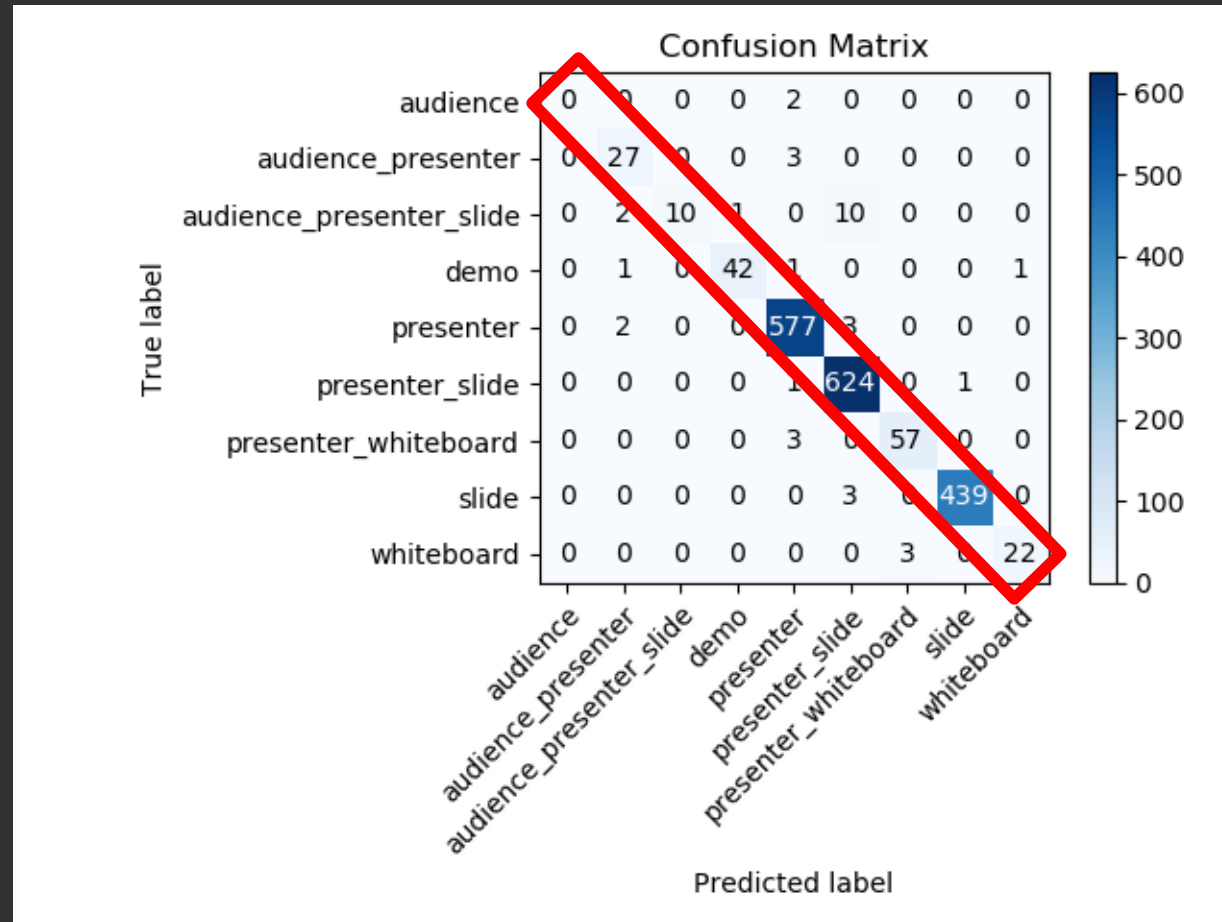 Confusion Matrix
audience 0 0 0 0 2 0 0 0 0
audience_presenter 0 27 0 0 3 0 0 0 0
audience_presenter_slide 0 2 10 1 0 10 0 0 0
demo 0 1 0 42 1 0 0 0 1
presenter 0 2 0 0 577 3 0 0 0
presenter_slide 0 0 0 0 1 624 0 1 0
presenter_whiteboard 0 0 0 0 3 0 57 0 0
slide 0 0 0 0 0 3 0 439 0
whiteboard 0 0 0 0 0 0 3 0 22
True label
audience
audience_presenter
audience_presenter_slide
demo
presenter
presenter_slide
presenter_whiteboard
slide
whiteboard
Predicted label
600
500
400
300
200
100
0